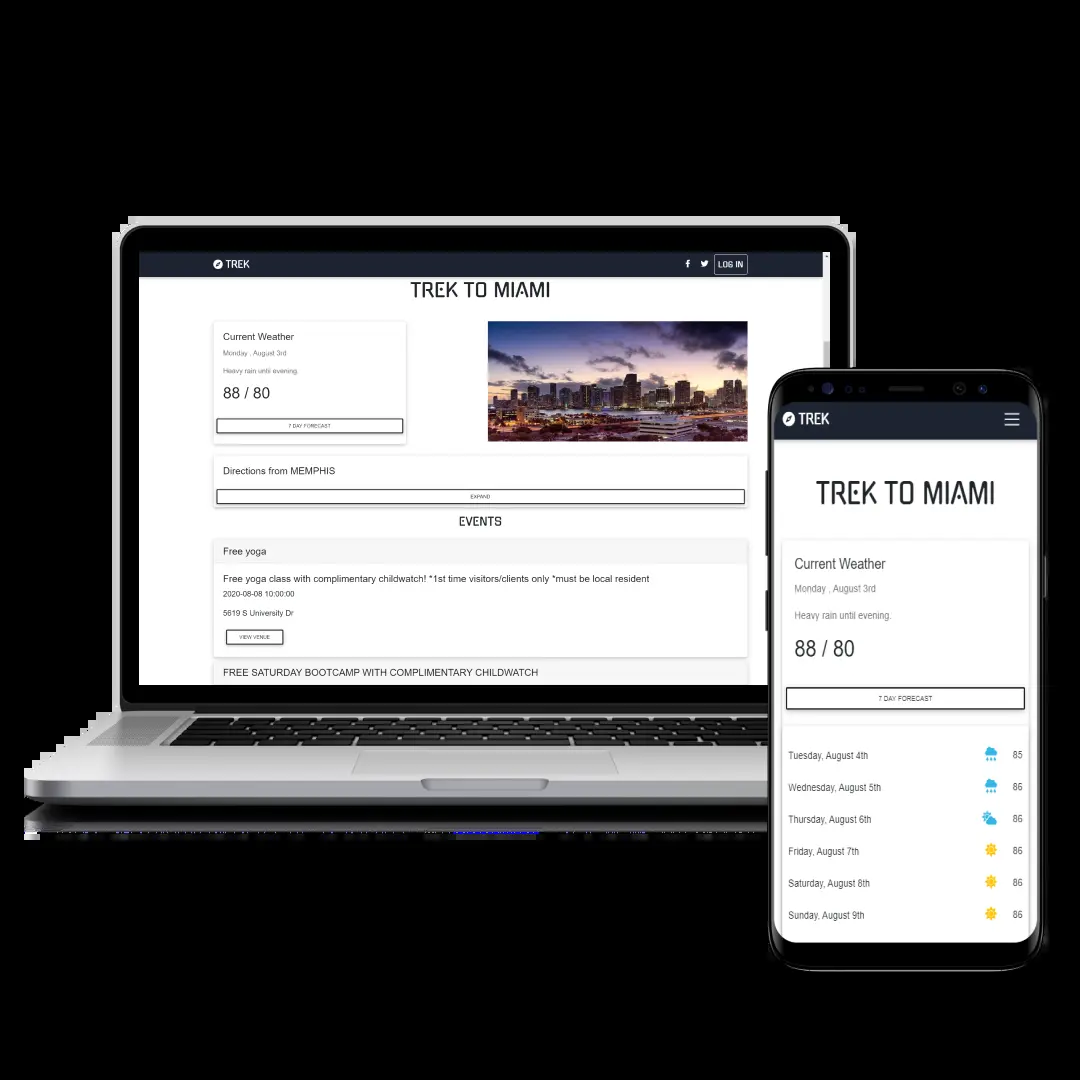 TREK
LOG IN
TREK TO MIAMI
Current Weather
Monday , August 3rd
Heavy rain until evening.
88 / 80
7 DAY FORECAST
Directions from MEMPHIS
EXPAND
EVENTS
Free yoga
Free yoga class with complimentary childwatch! *1st time visitors/clients only *must be local resident
2020-08-08 10:00:00
5619 S University Dr
VIEW VENUE
FREE SATURDAY BOOTCAMP WITH COMPLIMENTARY CHILDWATCH
TREK
TREK TO MIAMI
Current Weather
Monday , August 3rd
Heavy rain until evening.
88 / 80
7 DAY FORECAST
Tuesday, August 4th 85
Wednesday, August 5th 86
Thursday, August 6th 86
Friday, August 7th 86
Saturday, August 8th 86
Sunday, August 9th 86